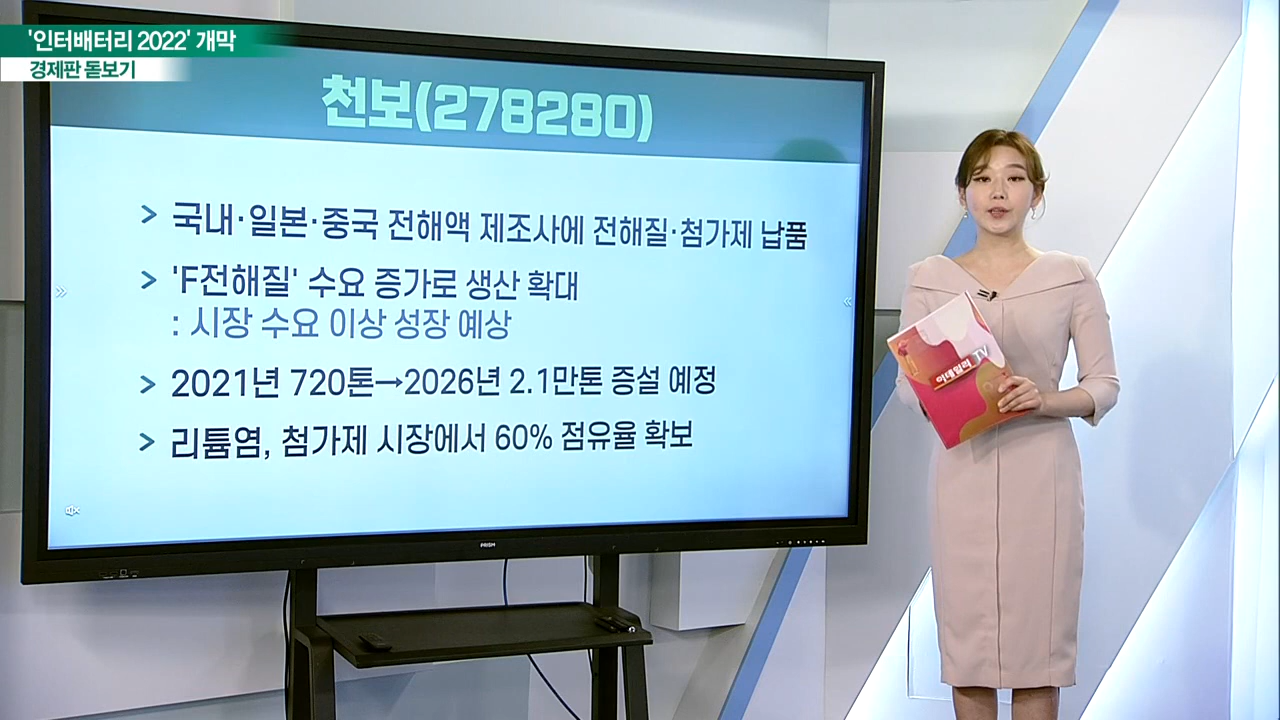 '인터배터리 2022' 개막
경제판 돋보기
천보(278280)
> 국내·일본·중국 전해액 제조사에 전해질·첨가제 납품
> 'F전해질' 수요 증가로 생산 확대
: 시장 수요 이상 성장 예상
> 2021년 720톤→2026년 2.1만톤 증설 예정
> 리튬염, 첨가제 시장에서 60% 점유율 확보
PRISM
이데일리 TV